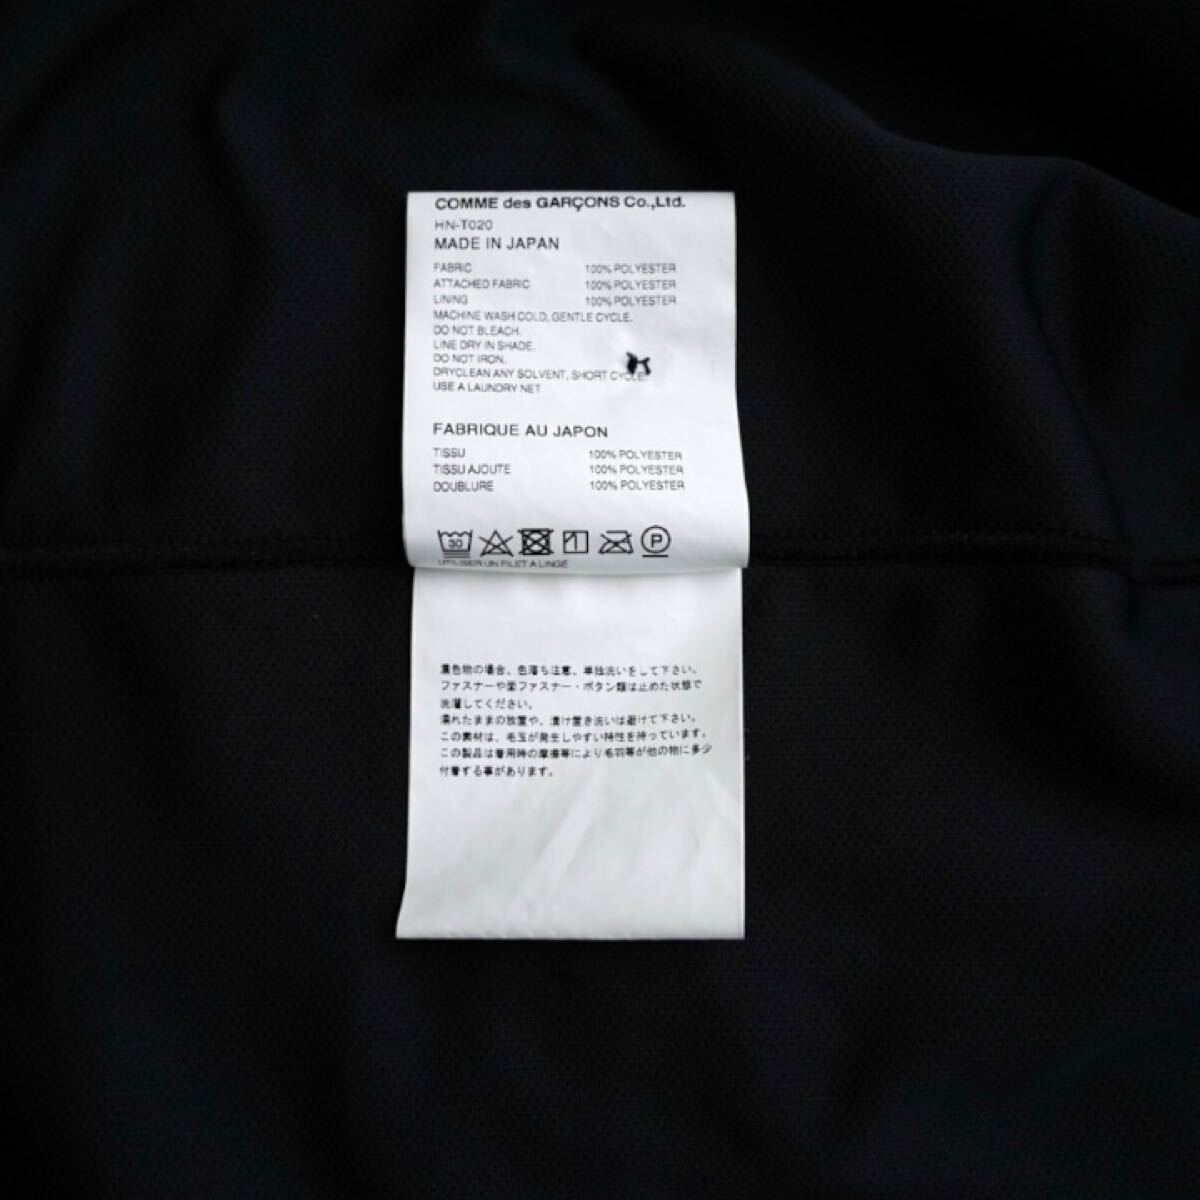 COMME des GARÇONS Co.,Ltd.
HN-T020
MADE IN JAPAN
FABRIC 100% POLYESTER
ATTACHED FABRIC 100% POLYESTER
LINING 100% POLYESTER
MACHINE WASH COLD, GENTLE CYCLE.
DO NOT BLEACH.
LINE DRY IN SHADE.
DO NOT IRON.
DRYCLEAN ANY SOLVENT, SHORT CYCLE.
USE A LAUNDRY NET
FABRIQUE AU JAPON
TISSU 100% POLYESTER
TISSU AJOUTE 100% POLYESTER
DOUBLURE 100% POLYESTER
30 P
UTILISER UN FILET A LINGE
濃色物の場合、色落ち注意、単独洗いをして下さい。
ファスナーや面ファスナー・ボタン類は止めた状態で
洗濯してください。
濡れたままの放置や、漬け置き洗いは避けて下さい。
この素材は、毛玉が発生しやすい特性を持っています。
この製品は着用時の摩擦等により毛羽等が他の物に多少
付着する事があります。